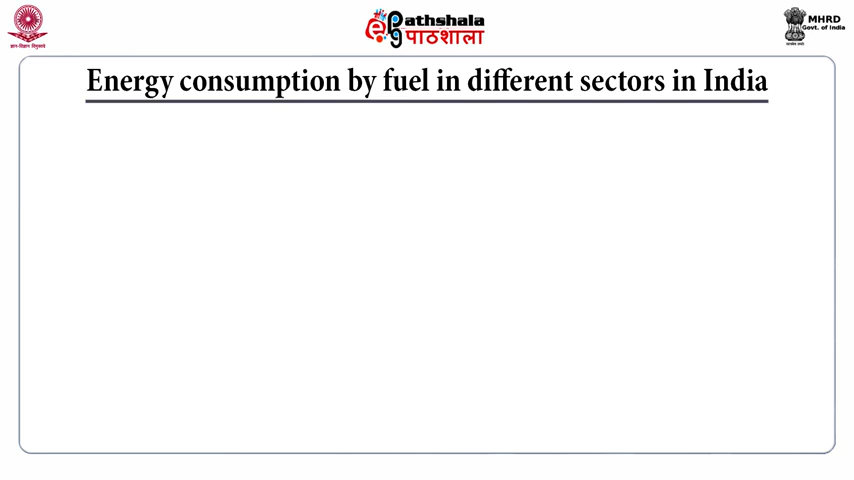 ePathshala
पाठशाला
MHRD
Govt. of India
Energy consumption by fuel in different sectors in India